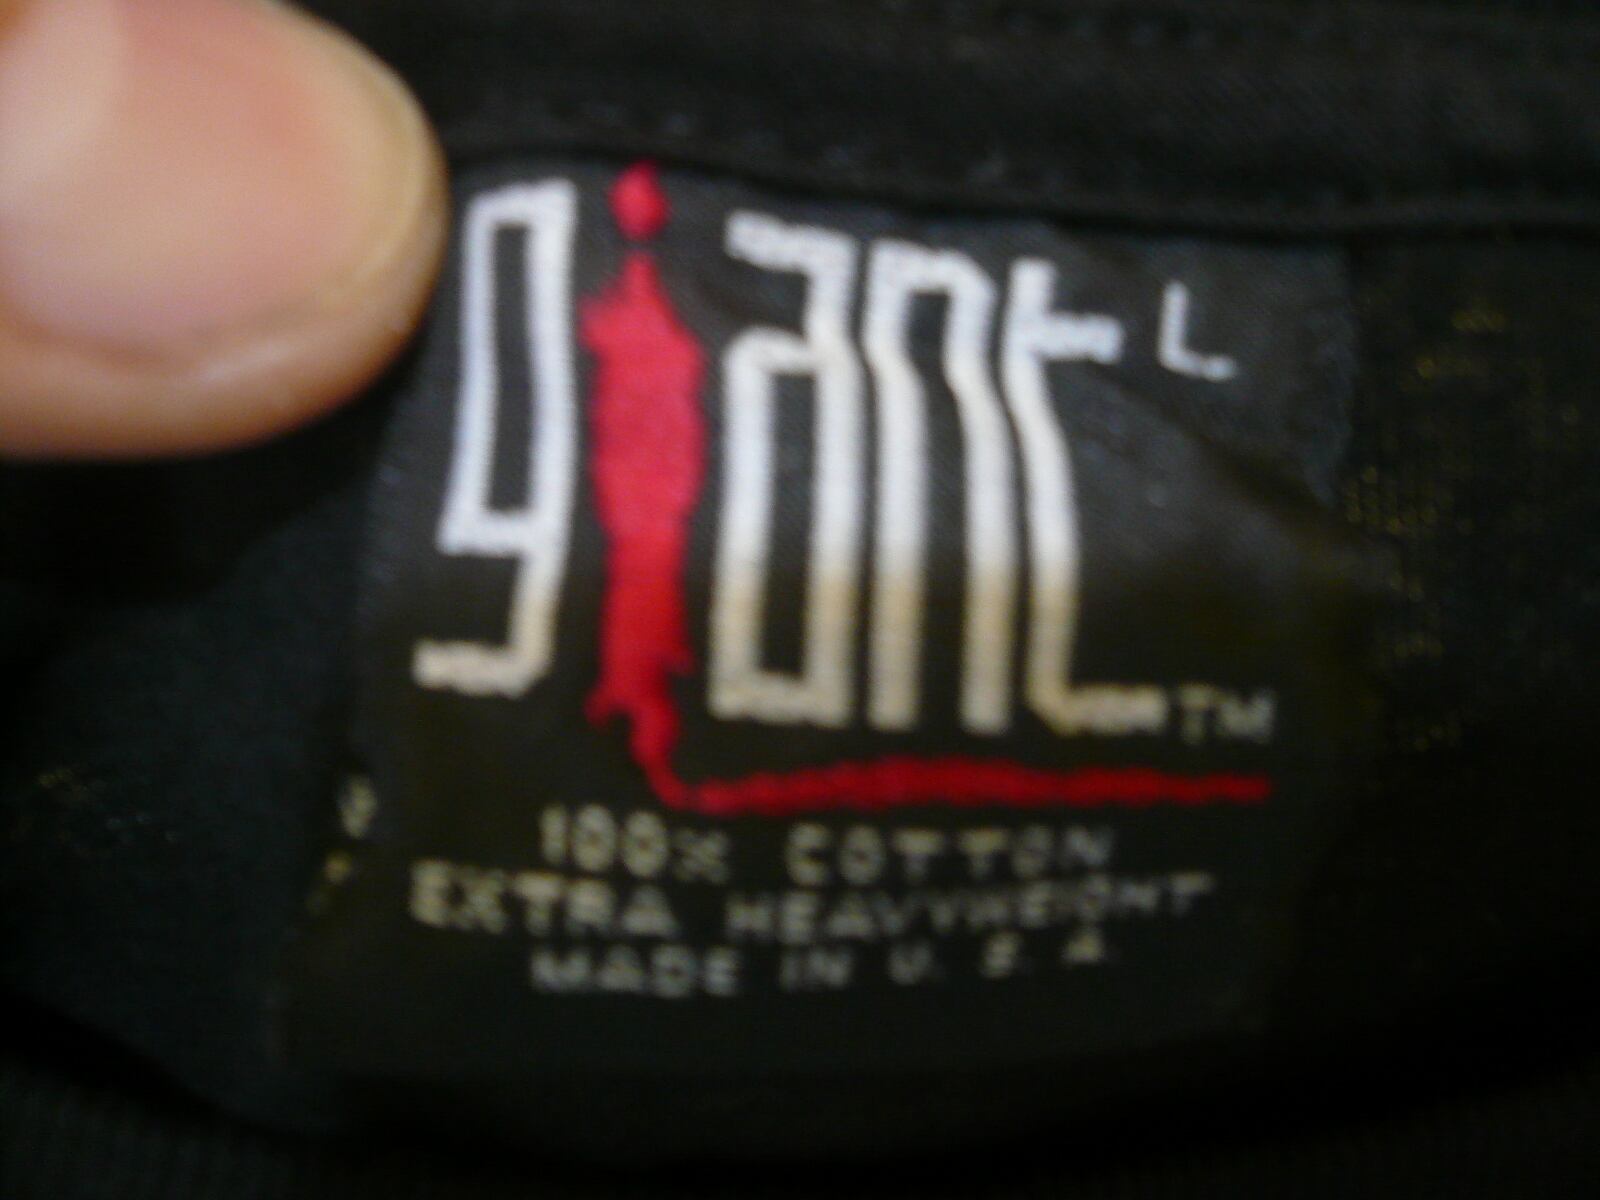 giant L.
TM
100% COTTON
EXTRA HEAVYWEIGHT
MADE IN U.S.A.